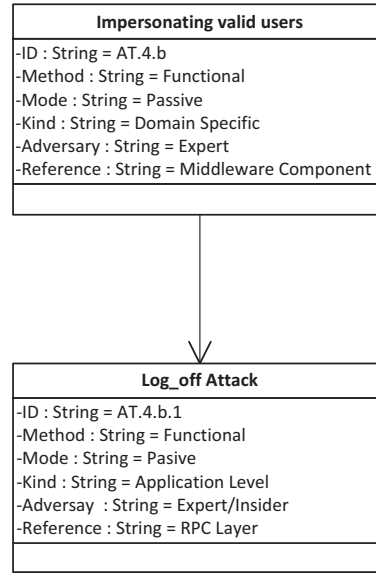 Impersonating valid users
-ID : String = AT.4.b
-Method : String = Functional
-Mode : String = Passive
-Kind : String = Domain Specific
-Adversary : String = Expert
-Reference : String = Middleware Component
Log_off Attack
-ID : String = AT.4.b.1
-Method : String = Functional
-Mode : String = Pasive
-Kind : String = Application Level
-Adversay : String = Expert/Insider
-Reference : String = RPC Layer